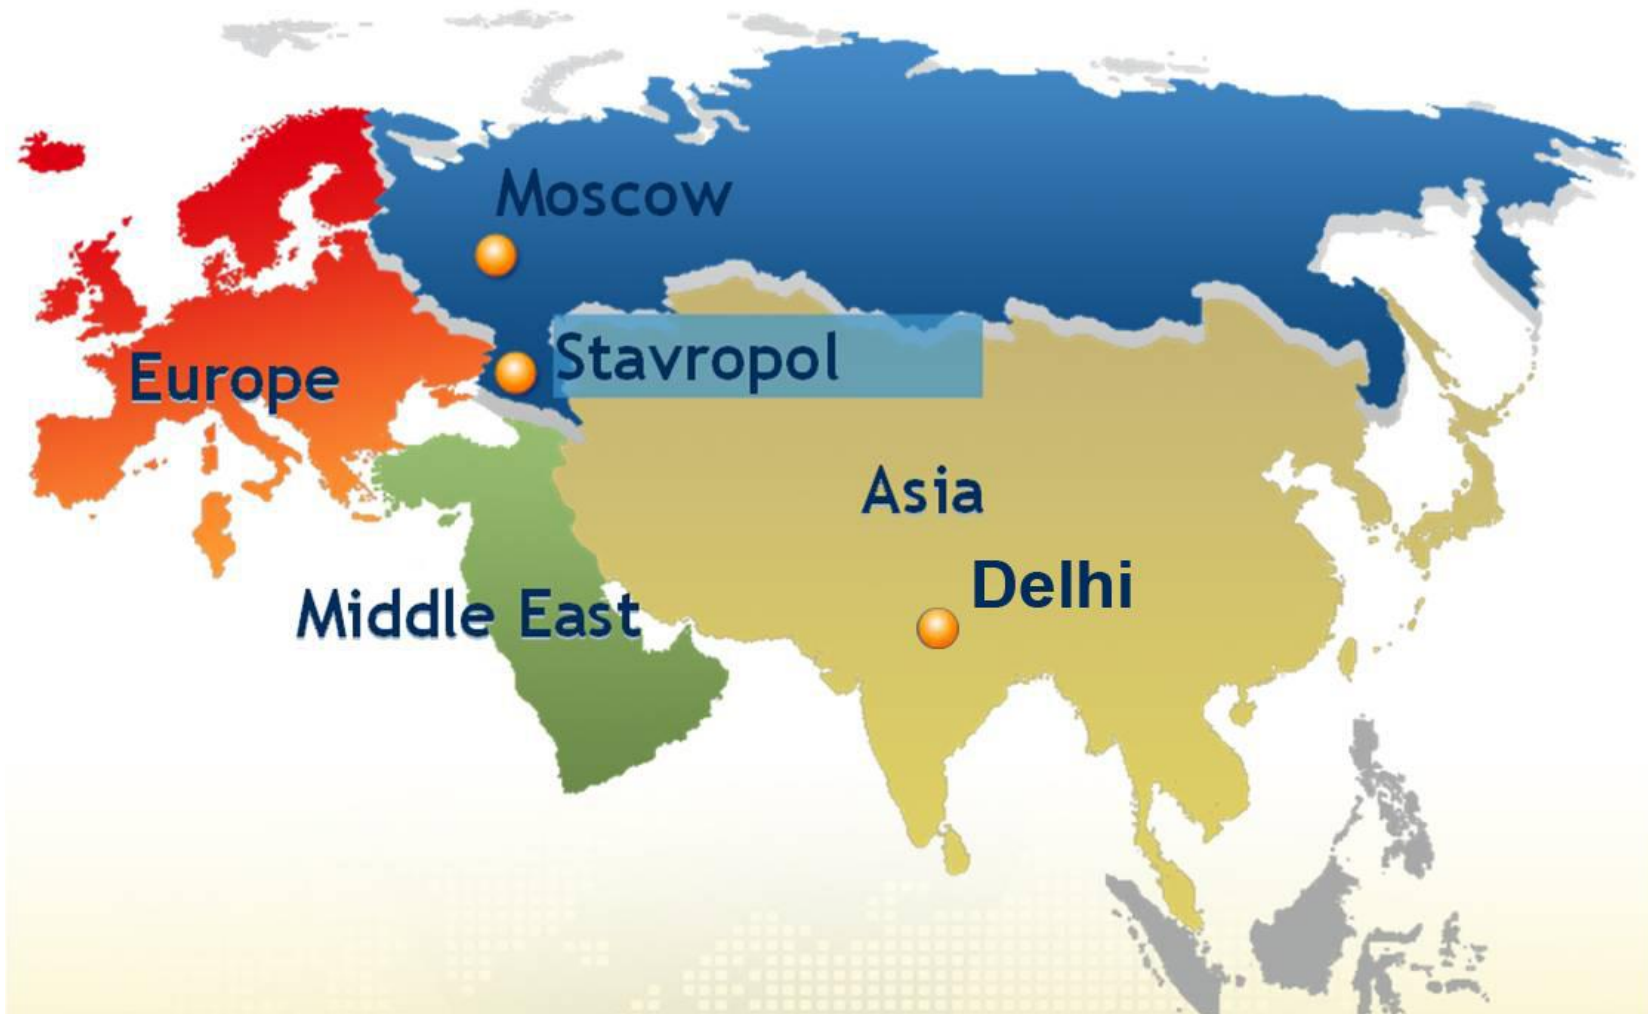 Moscow
Stavropol
Europe
Asia
Delhi
Middle East